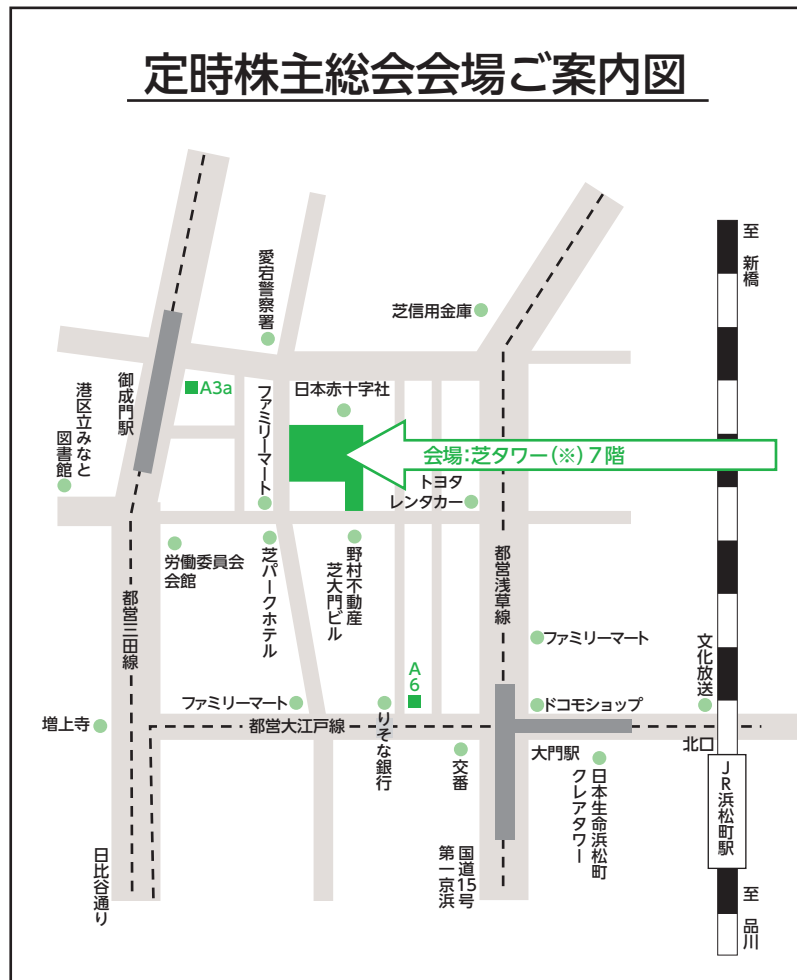 定時株主総会会場ご案内図
至 新橋
愛宕警察署
芝信用金庫
御成門駅
A3a
日本赤十字社
ファミリーマート
港区立みなと
図書館
会場:芝タワー(※)7階
トヨタ
レンタカー
労働委員会
会館
芝パークホテル
野村不動産
芝大門ビル
都営浅草線
都営三田線
ファミリーマート
文化放送
A6
ファミリーマート
ドコモショップ
増上寺
都営大江戸線
りそな銀行
交番
大門駅
北口
日本生命浜松町
クレアタワー
JR浜松町駅
日比谷通り
国道15号
第一京浜
至 品川